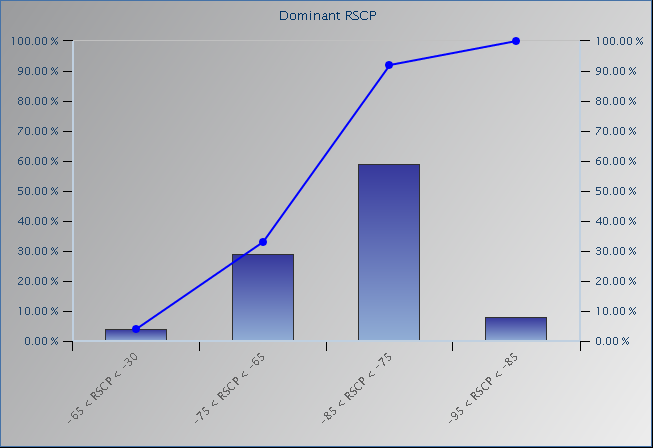 Dominant RSCP
100.00 % 100.00 %
90.00 % 90.00 %
80.00 % 80.00 %
70.00 % 70.00 %
60.00 % 60.00 %
50.00 % 50.00 %
40.00 % 40.00 %
30.00 % 30.00 %
20.00 % 20.00 %
10.00 % 10.00 %
0.00 % 0.00 %
-65 < RSCP < -30
-75 < RSCP < -65
-85 < RSCP < -75
-95 < RSCP < -85